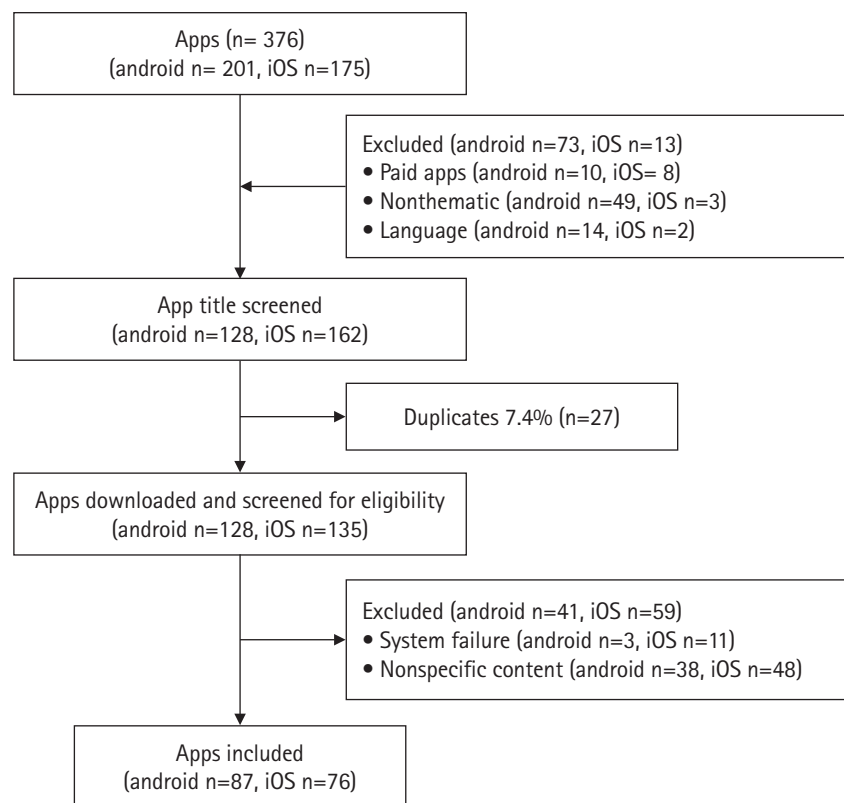 Apps (n= 376)
(android n= 201, iOS n=175)
Excluded (android n=73, iOS n=13)
• Paid apps (android n=10, iOS= 8)
• Nonthematic (android n=49, iOS n=3)
• Language (android n=14, iOS n=2)
App title screened
(android n=128, iOS n=162)
Duplicates 7.4% (n=27)
Apps downloaded and screened for eligibility
(android n=128, iOS n=135)
Excluded (android n=41, iOS n=59)
• System failure (android n=3, iOS n=11)
• Nonspecific content (android n=38, iOS n=48)
Apps included
(android n=87, iOS n=76)